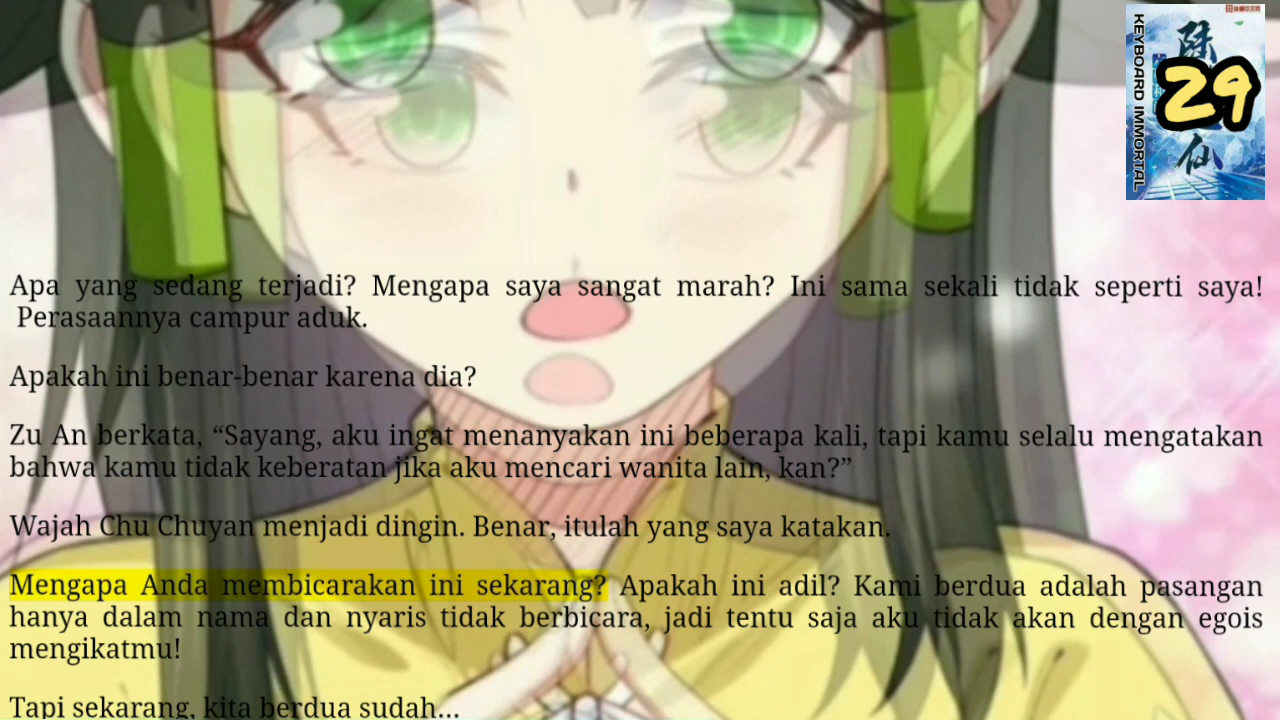 Apa yang sedang terjadi? Mengapa saya sangat marah? Ini sama sekali tidak seperti saya!
Perasaannya campur aduk.
Apakah ini benar-benar karena dia?
Zu An berkata, “Sayang, aku ingat menanyakan ini beberapa kali, tapi kamu selalu mengatakan
bahwa kamu tidak keberatan jika aku mencari wanita lain, kan?”
Wajah Chu Chuyan menjadi dingin. Benar, itulah yang saya katakan.
Mengapa Anda membicarakan ini sekarang? Apakah ini adil? Kami berdua adalah pasangan
hanya dalam nama dan nyaris tidak berbicara, jadi tentu saja aku tidak akan dengan egois
mengikatmu!
Tapi sekarang, kita berdua sudah...
KEYBOARD IMMORTAL
29
仙